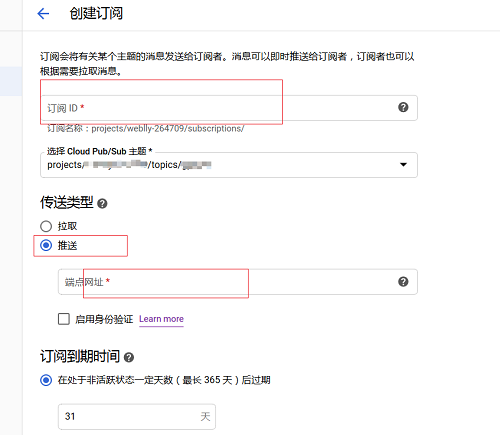 创建订阅
订阅会将有关某个主题的消息发送给订阅者。消息可以即时推送给订阅者，订阅者也可以
根据需要拉取消息。
订阅 ID *
订阅名称：projects/weblly-264709/subscriptions/
选择 Cloud Pub/Sub 主题 *
projects/ /topics/
传送类型
拉取
推送
端点网址 *
启用身份验证 Learn more
订阅到期时间
在处于非活跃状态一定天数（最长 365 天）后过期
31 天